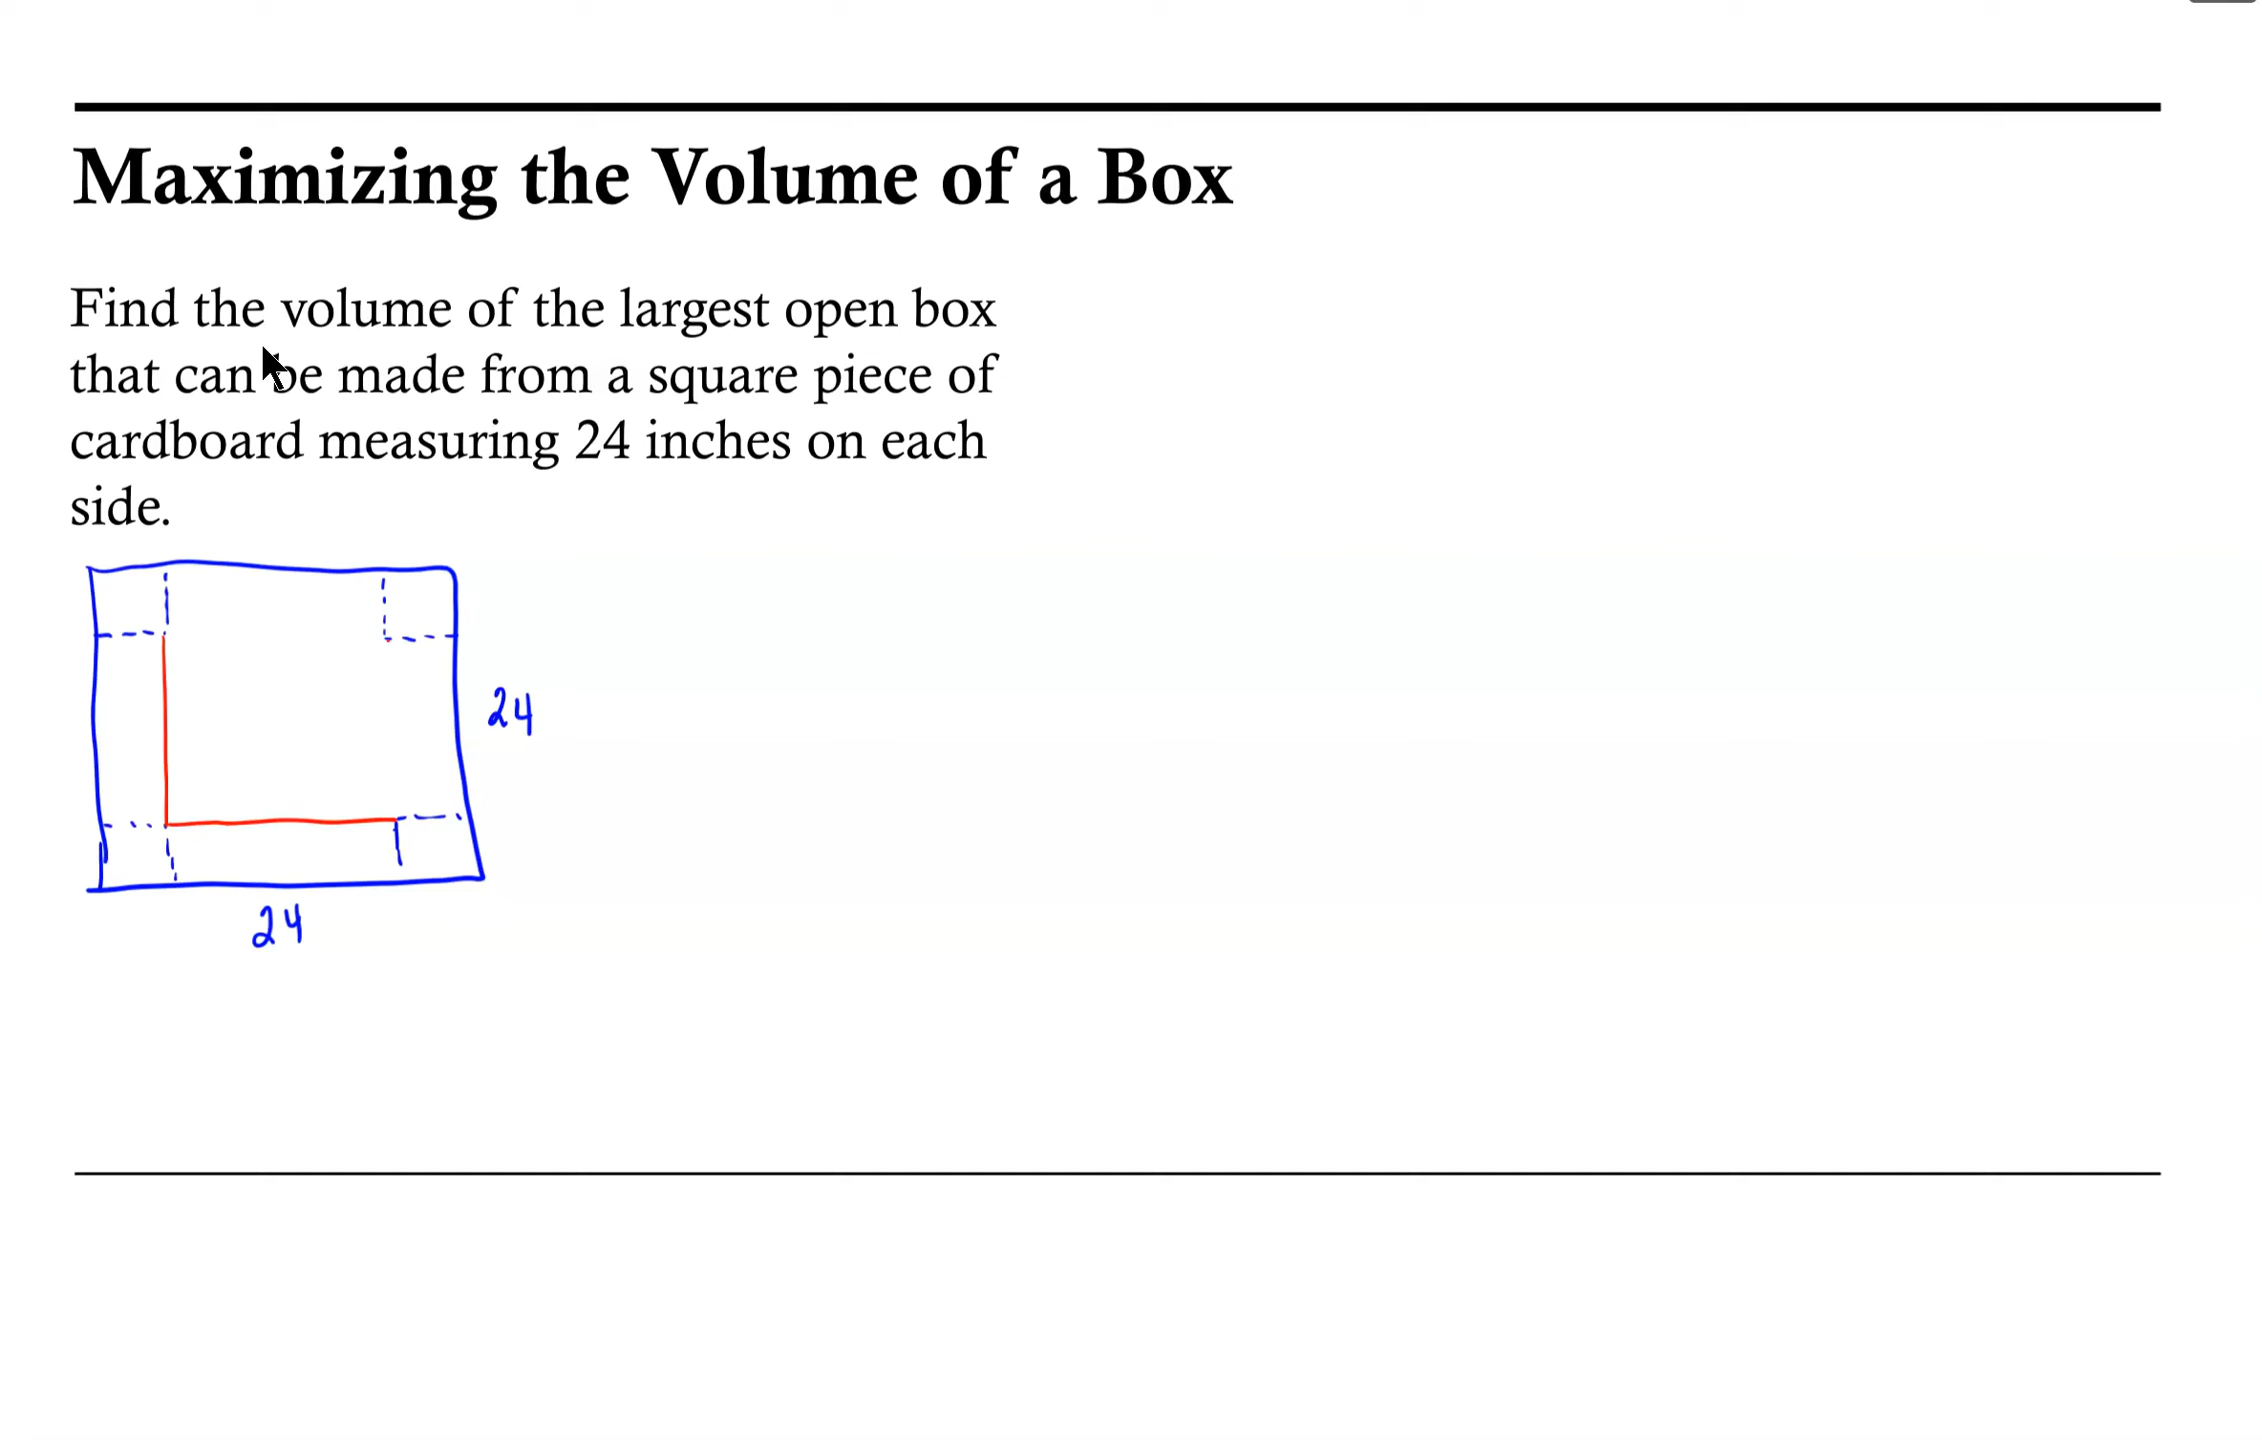 Maximizing the Volume of a Box
Find the volume of the largest open box
that can be made from a square piece of
cardboard measuring 24 inches on each
side.
24
24